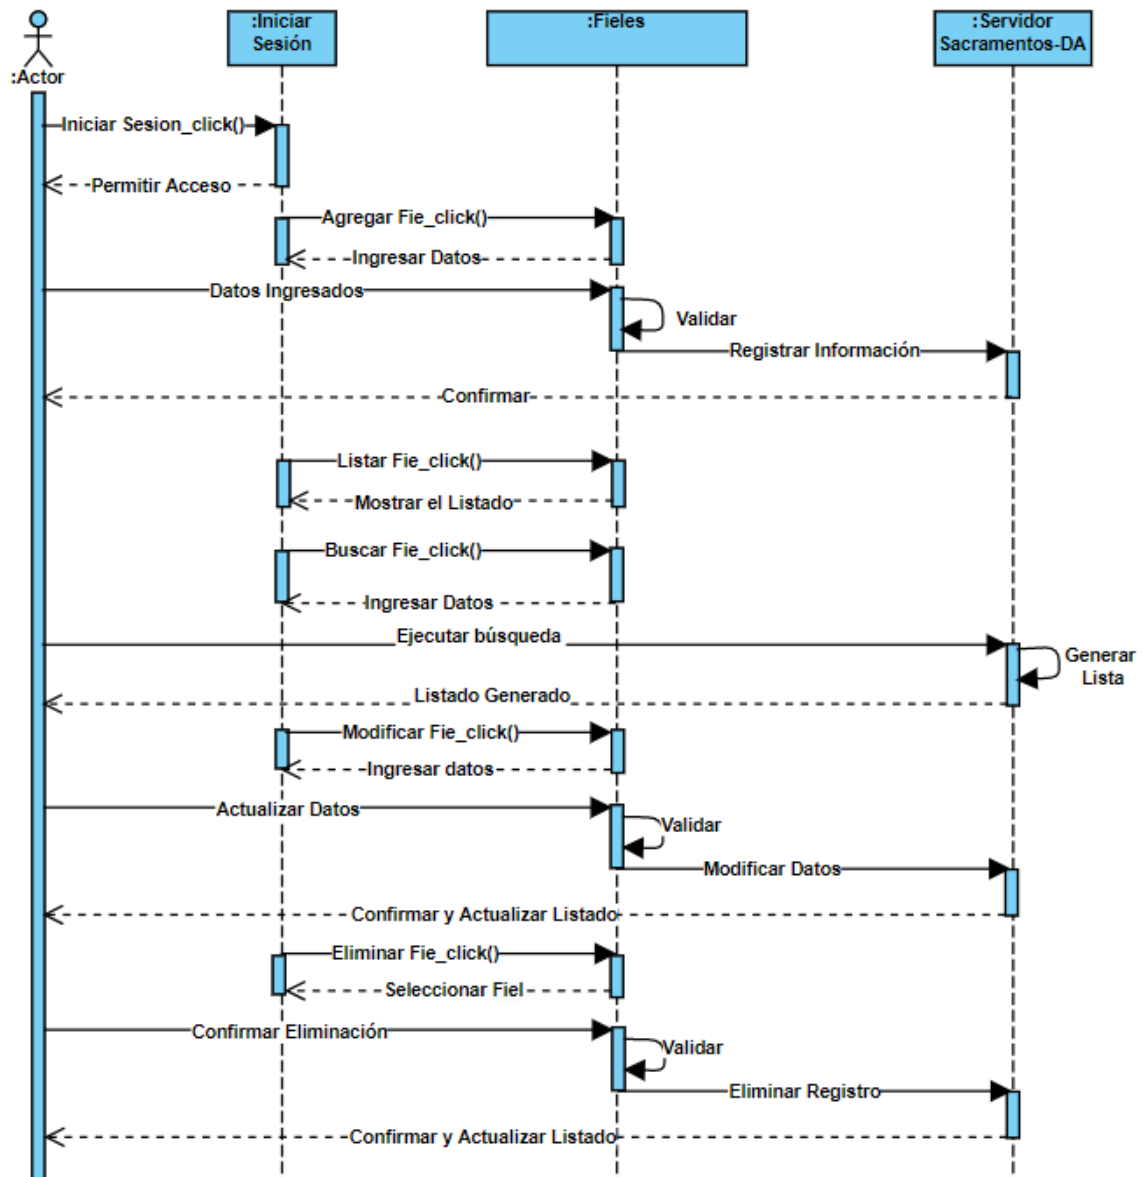 :Actor
:Iniciar
Sesión
:Fieles
:Servidor
Sacramentos-DA
Iniciar Sesion_click()
Permitir Acceso
Agregar Fie_click()
Ingresar Datos
Datos Ingresados
Validar
Registrar Información
Confirmar
Listar Fie_click()
Mostrar el Listado
Buscar Fie_click()
Ingresar Datos
Ejecutar búsqueda
Generar
Lista
Listado Generado
Modificar Fie_click()
Ingresar datos
Actualizar Datos
Validar
Modificar Datos
Confirmar y Actualizar Listado
Eliminar Fie_click()
Seleccionar Fiel
Confirmar Eliminación
Validar
Eliminar Registro
Confirmar y Actualizar Listado